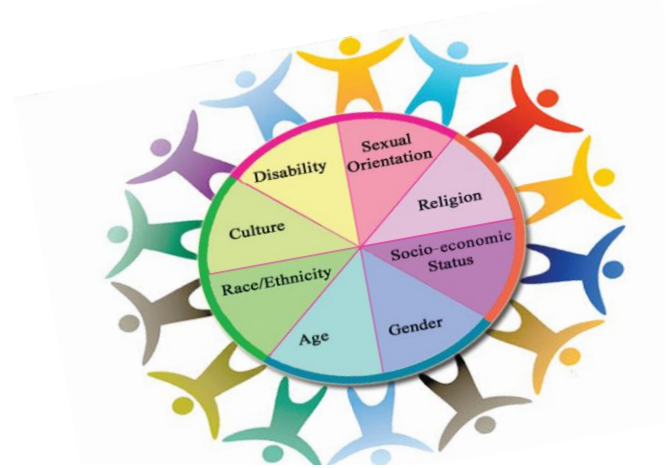 Sexual
Orientation
Religion
Socio-economic
Status
Gender
Age
Race/Ethnicity
Culture
Disability